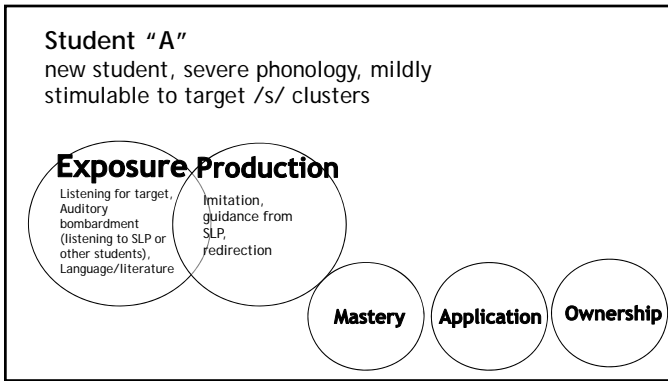 Student “A”
new student, severe phonology, mildly
stimulable to target /s/ clusters
Exposure
Listening for target,
Auditory
bombardment
(listening to SLP or
other students),
Language/literature
Production
Imitation,
guidance from
SLP,
redirection
Mastery
Application
Ownership